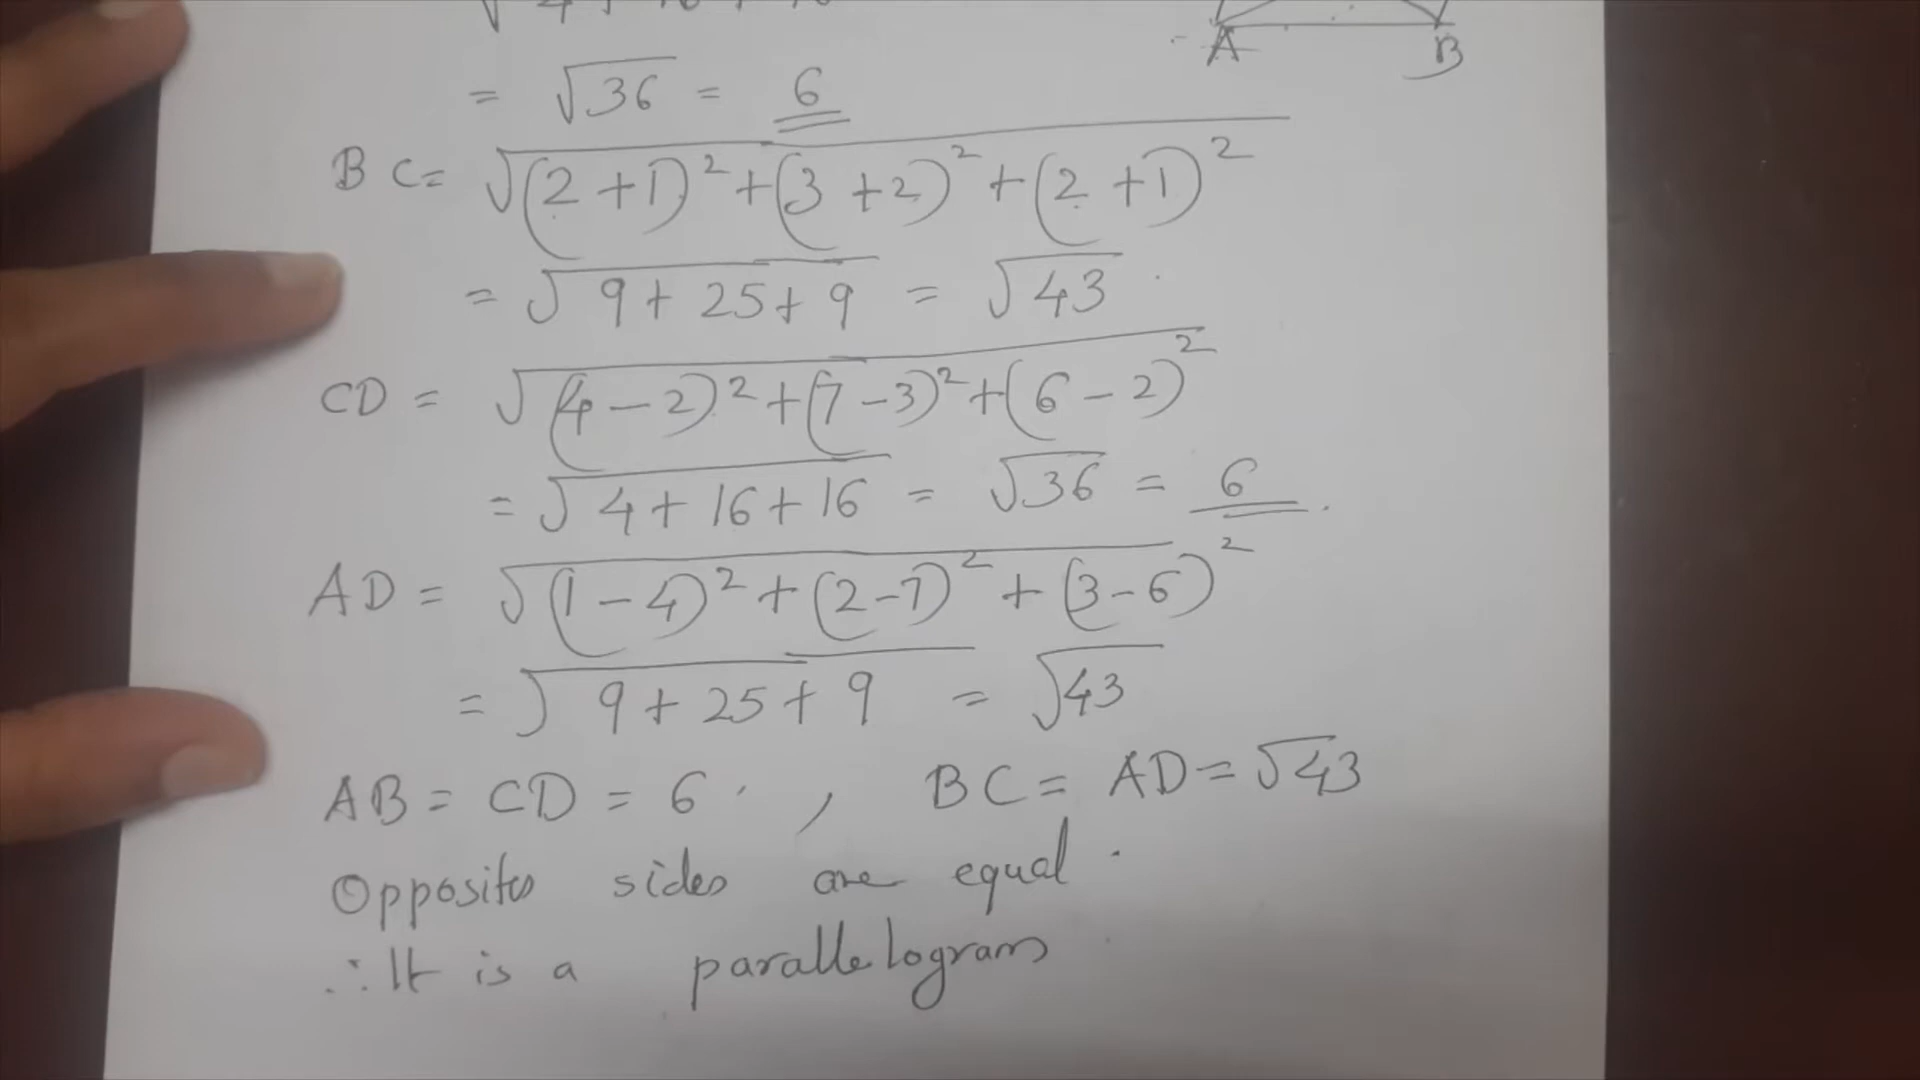 A B
= √36 = 6
BC = √(2+1)² + (3+2)² + (2+1)²
= √9 + 25 + 9 = √43
CD = √(4-2)² + (7-3)² + (6-2)²
= √4 + 16 + 16 = √36 = 6
AD = √(1-4)² + (2-7)² + (3-6)²
= √9 + 25 + 9 = √43
AB = CD = 6 , BC = AD = √43
Opposites sides are equal.
∴ It is a parallelogram